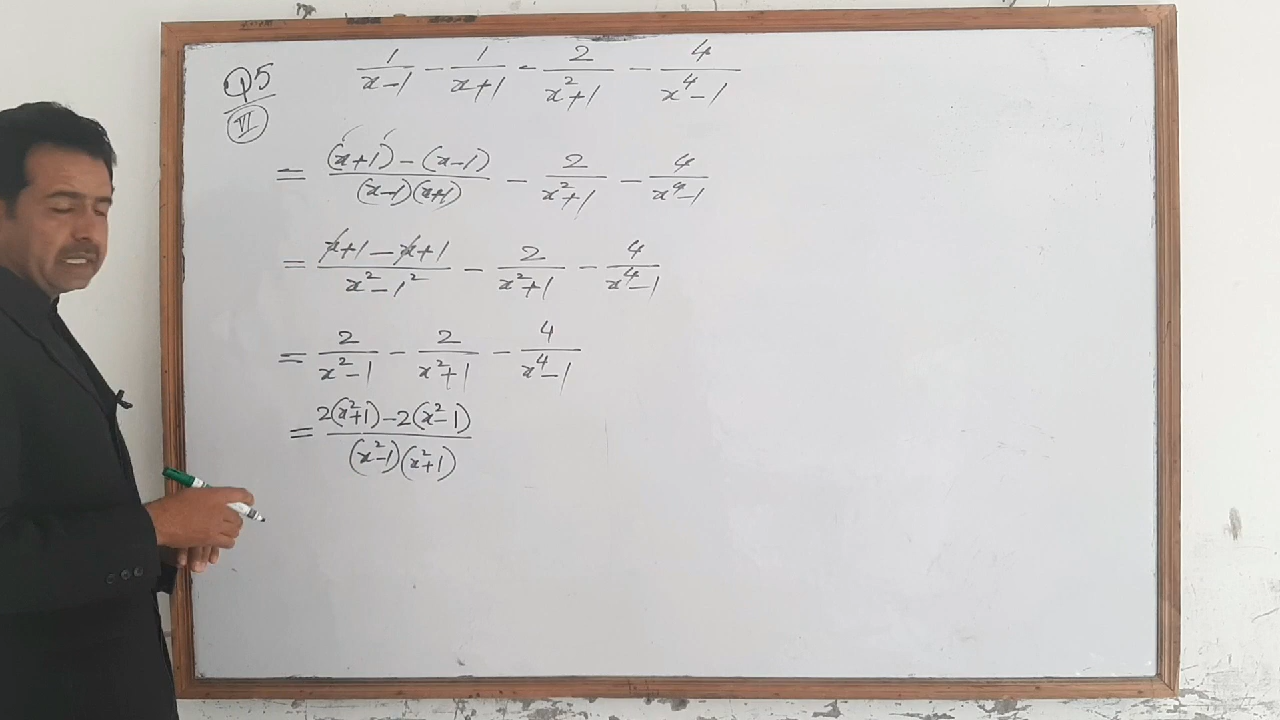 Q5 1/(x-1) - 1/(x+1) - 2/(x²+1) - 4/(x⁴-1)
VI
= ((x+1) - (x-1))/((x-1)(x+1)) - 2/(x²+1) - 4/(x⁴-1)
= (x+1-x+1)/(x²-1²) - 2/(x²+1) - 4/(x⁴-1)
= 2/(x²-1) - 2/(x²+1) - 4/(x⁴-1)
= (2(x²+1) - 2(x²-1))/((x²-1)(x²+1))